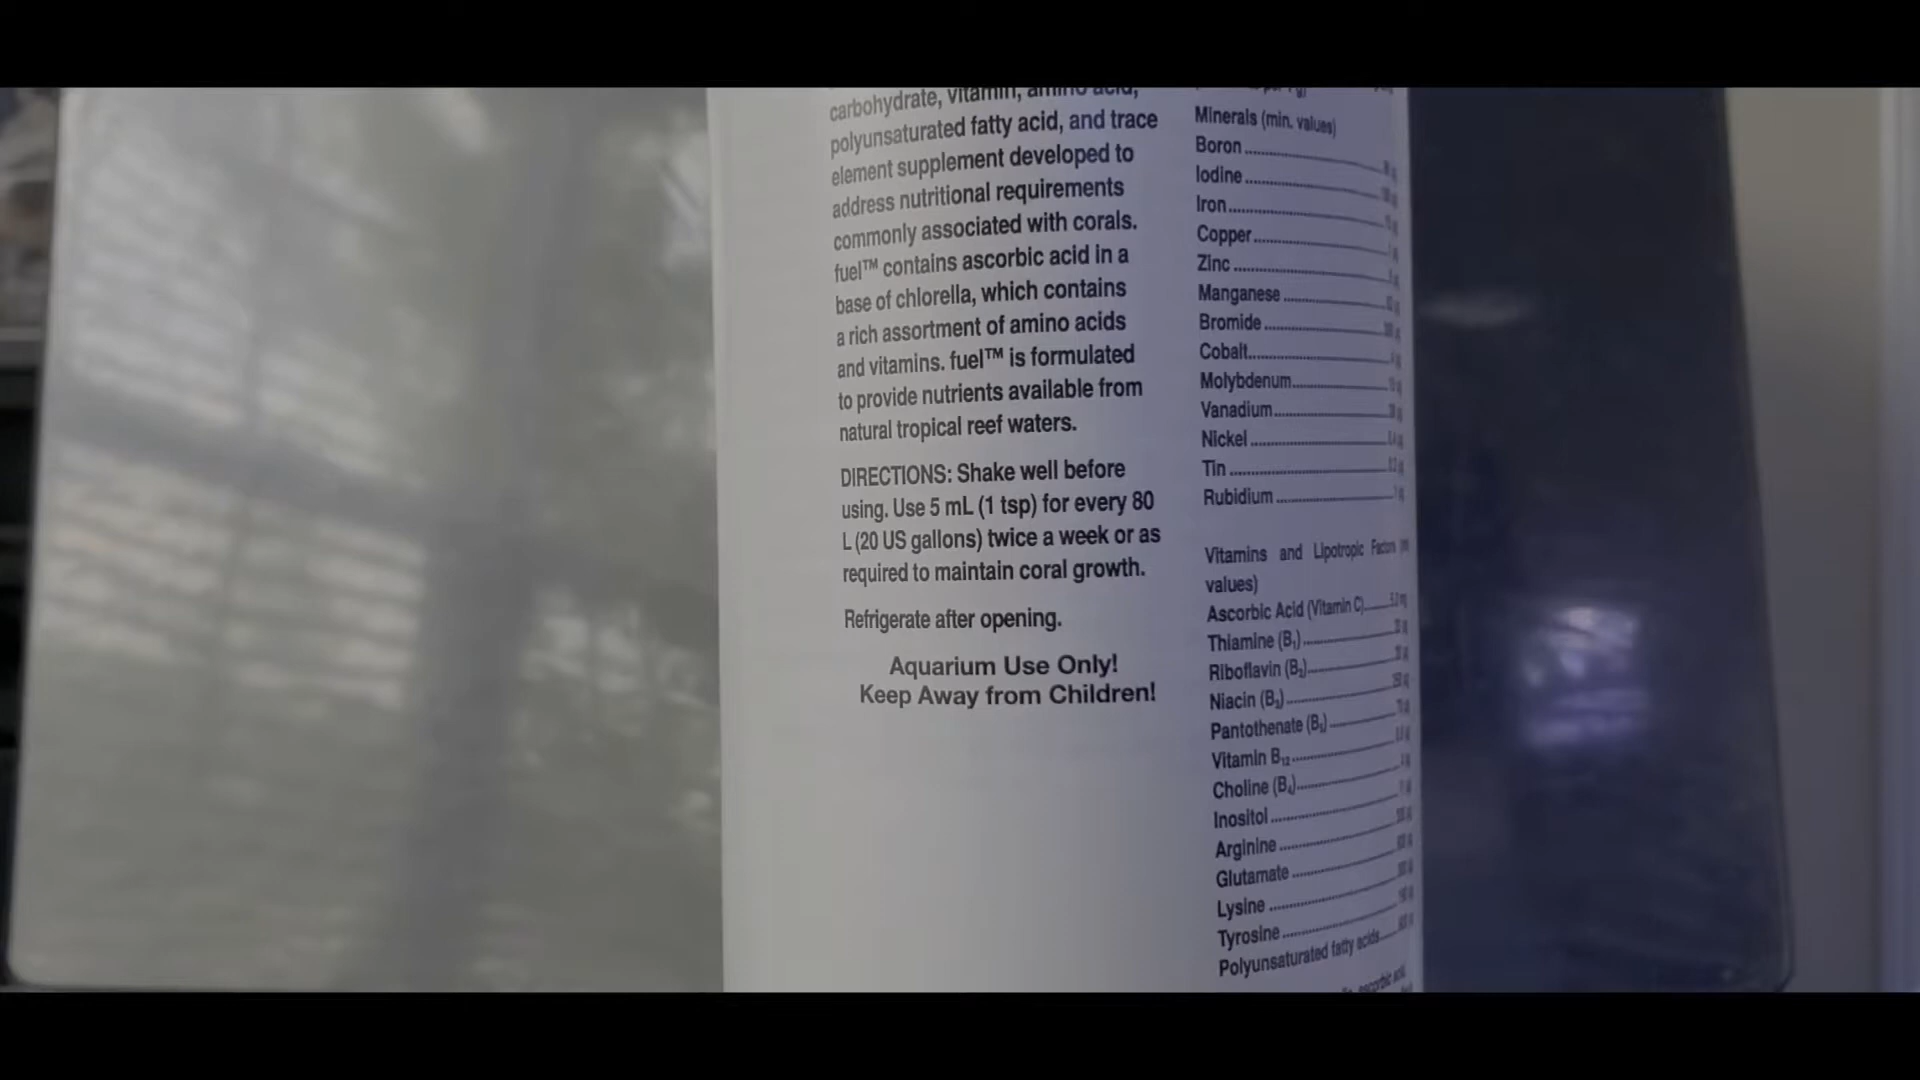 carbohydrate, vitamin, amino acid,
polyunsaturated fatty acid, and trace
element supplement developed to
address nutritional requirements
commonly associated with corals.
fuel™ contains ascorbic acid in a
base of chlorella, which contains
a rich assortment of amino acids
and vitamins. fuel™ is formulated
to provide nutrients available from
natural tropical reef waters.
DIRECTIONS: Shake well before
using. Use 5 mL (1 tsp) for every 80
L (20 US gallons) twice a week or as
required to maintain coral growth.
Refrigerate after opening.
Aquarium Use Only!
Keep Away from Children!
Minerals (min. values)
Boron
Iodine
Iron
Copper
Zinc
Manganese
Bromide
Cobalt
Molybdenum
Vanadium
Nickel
Tin
Rubidium
Vitamins and Lipotropic Factors
values)
Ascorbic Acid (Vitamin C)
Thiamine (B₁)
Riboflavin (B₂)
Niacin (B₃)
Pantothenate (B₅)
Vitamin B₁₂
Choline (B₄)
Inositol
Arginine
Glutamate
Lysine
Tyrosine
Polyunsaturated fatty acids
ascorbic acid,